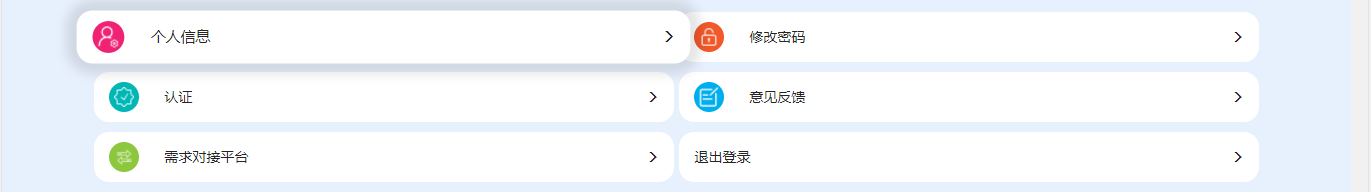 个人信息
修改密码
认证
意见反馈
需求对接平台
退出登录